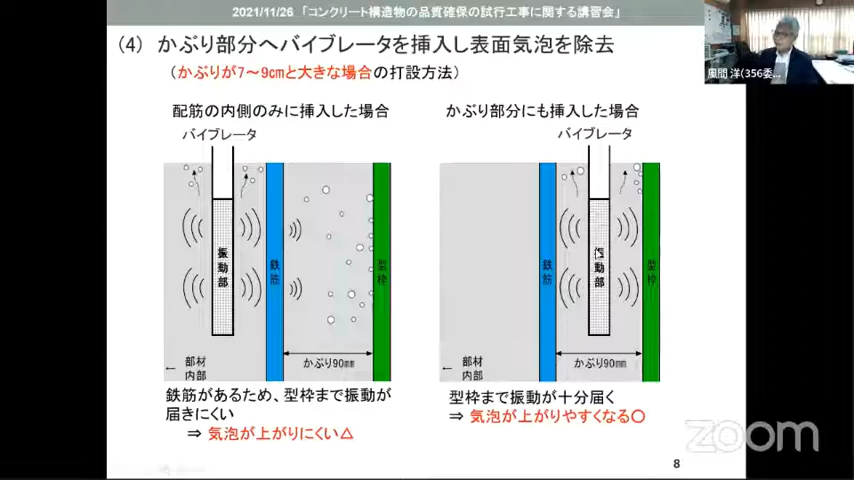 2021/11/26 「コンクリート構造物の品質確保の試行工事に関する講習会」
(4) かぶり部分へバイブレータを挿入し表面気泡を除去
(かぶりが7~9cmと大きな場合の打設方法)
配筋の内側のみに挿入した場合
バイブレータ
振動部
鉄筋
型枠
かぶり90mm
← 部材内部
鉄筋があるため、型枠まで振動が
届きにくい
⇒ 気泡が上がりにくい△
かぶり部分にも挿入した場合
バイブレータ
鉄筋
振動部
型枠
かぶり90mm
← 部材内部
型枠まで振動が十分届く
⇒ 気泡が上がりやすくなる○
8
風間 洋(356委...
zoom